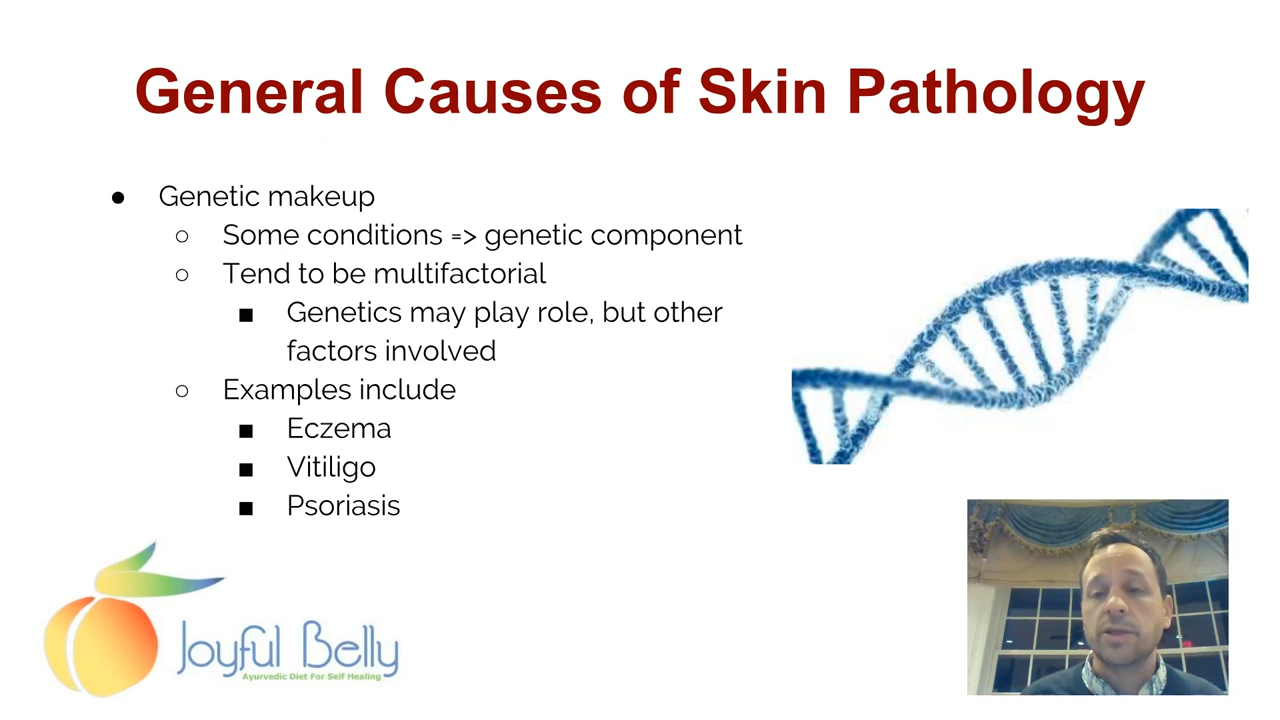 General Causes of Skin Pathology
● Genetic makeup
○ Some conditions => genetic component
○ Tend to be multifactorial
■ Genetics may play role, but other
factors involved
○ Examples include
■ Eczema
■ Vitiligo
■ Psoriasis
Joyful Belly
Ayurvedic Diet For Self Healing